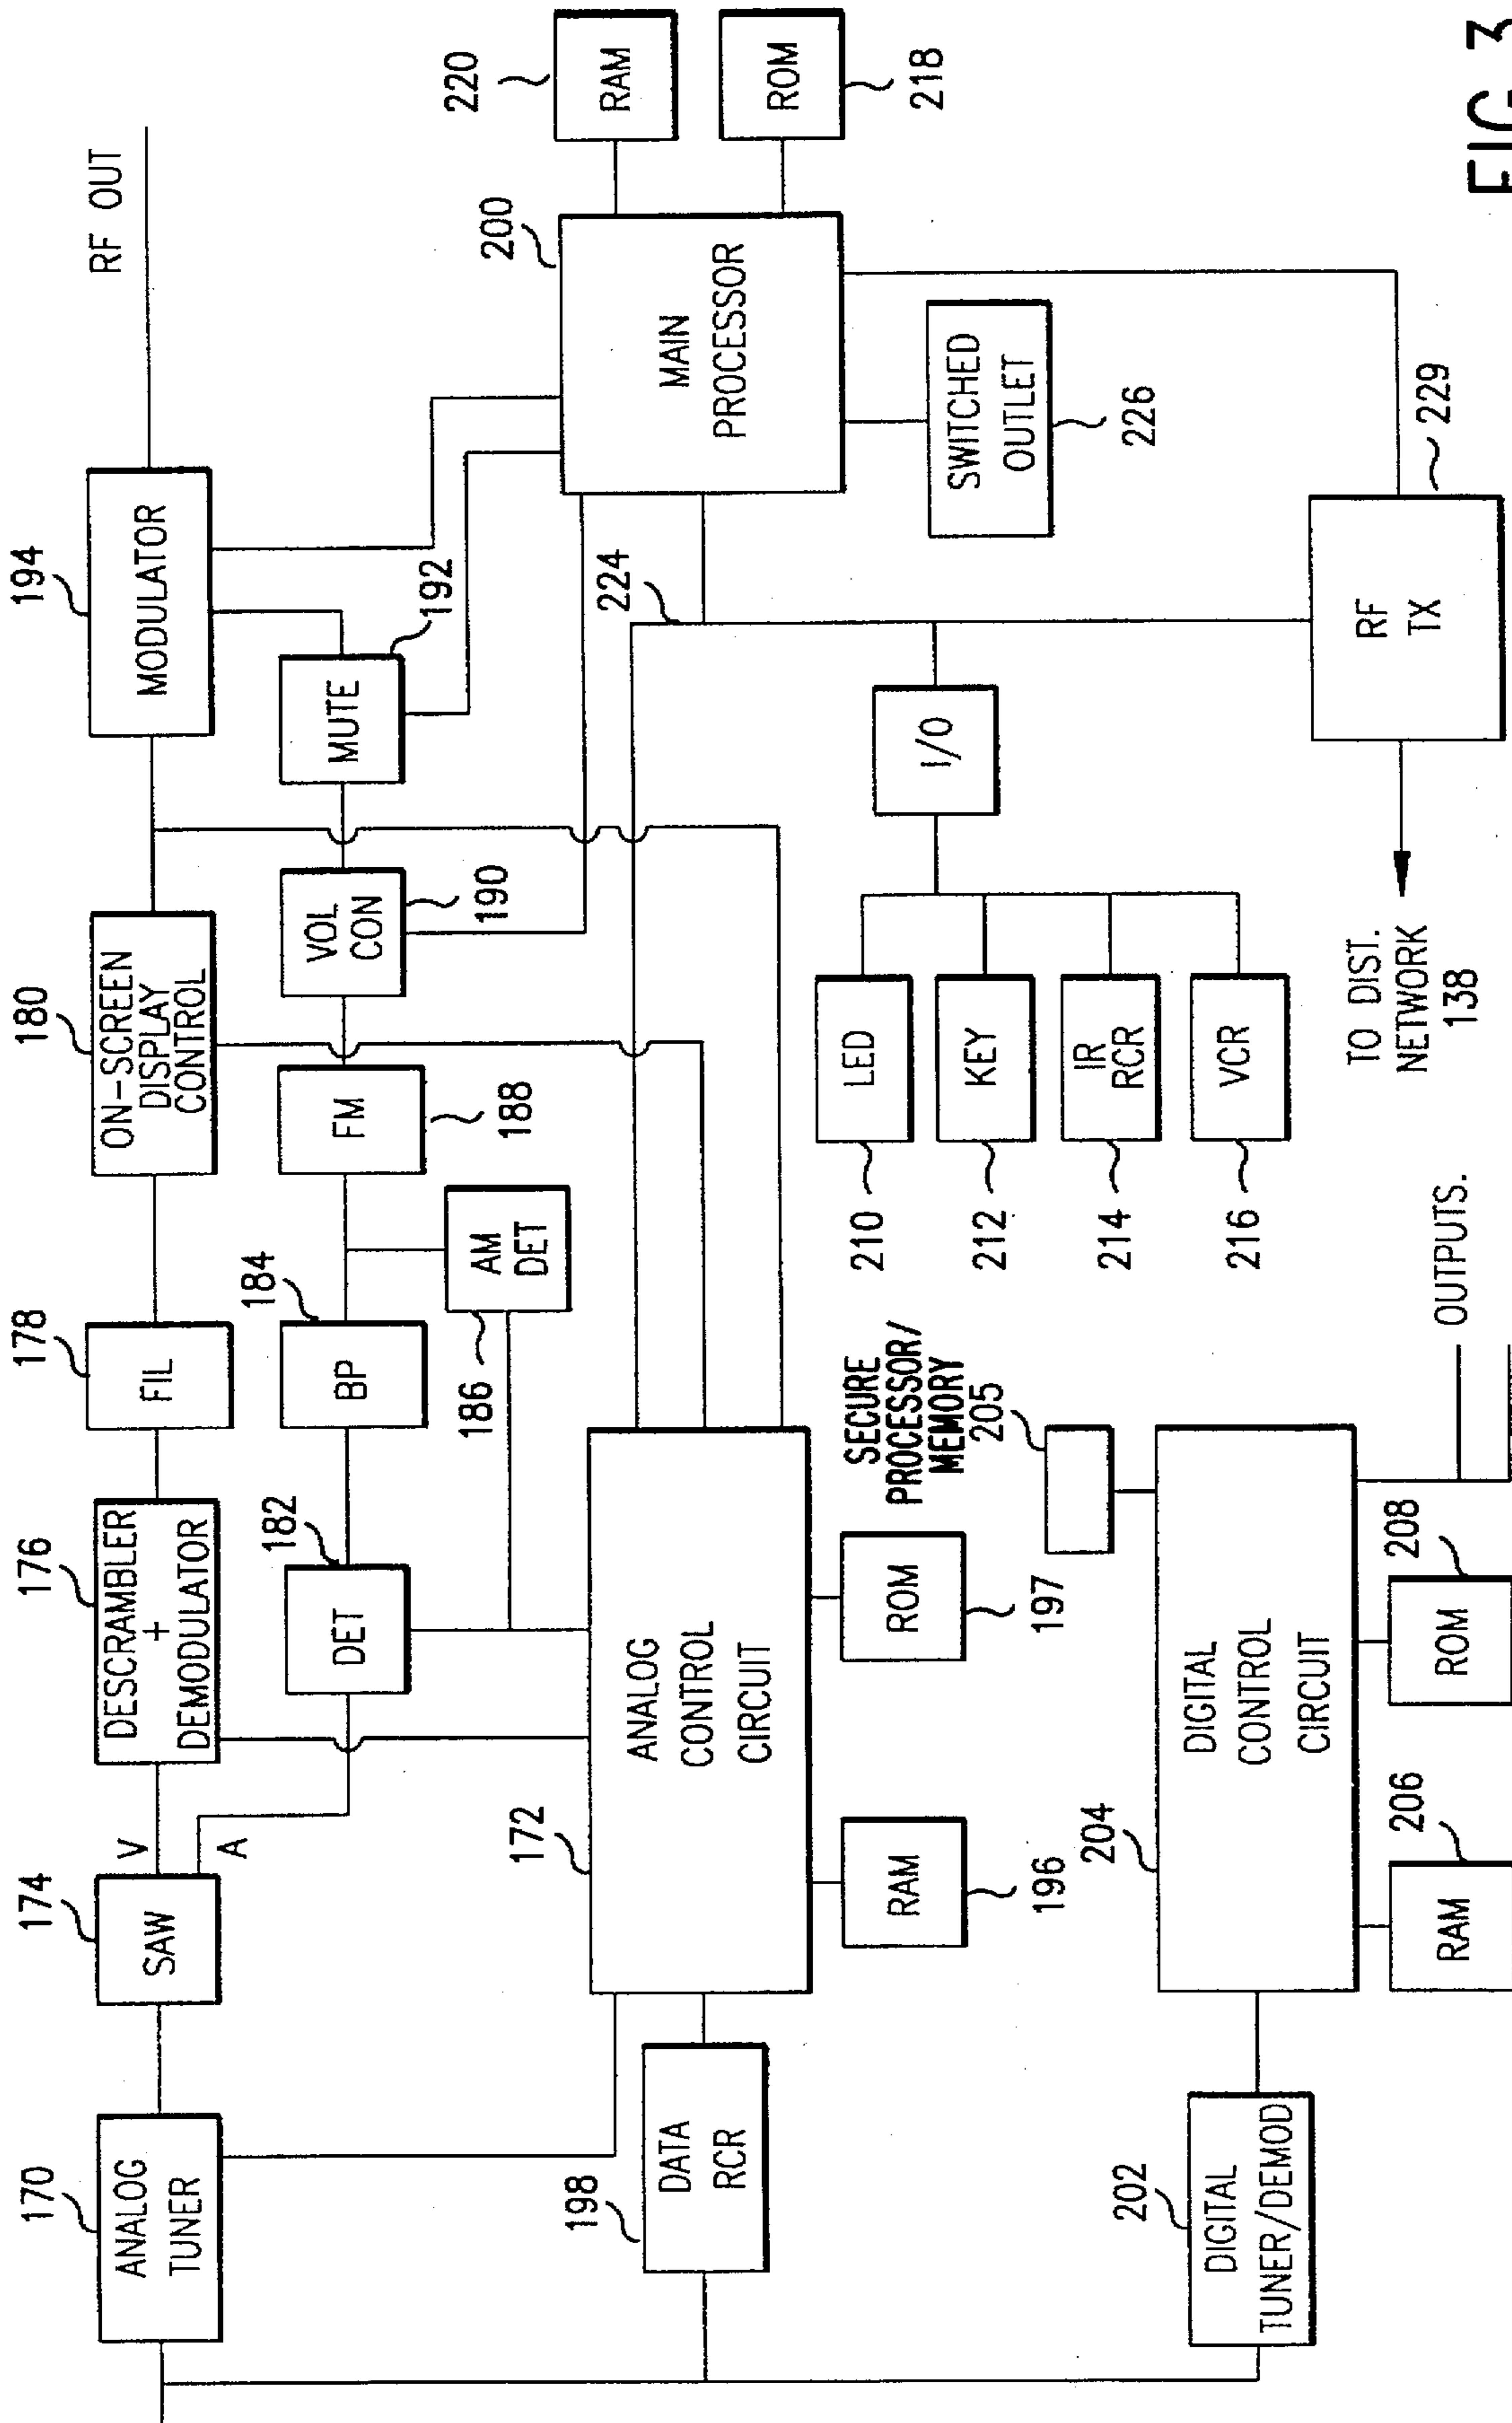 170
ANALOG
TUNER
174
SAW
V
A
176
DESCRAMBLER
+
DEMODULATOR
178
FIL
180
ON-SCREEN
DISPLAY
CONTROL
194
MODULATOR
RF OUT
182
DET
184
BP
186
AM
DET
FM
188
VOL
CON
190
MUTE
192
200
MAIN
PROCESSOR
220
RAM
ROM
218
172
ANALOG
CONTROL
CIRCUIT
198
DATA
RCR
RAM
196
ROM
197
224
SWITCHED
OUTLET
226
I/O
210
LED
212
KEY
214
IR
RCR
216
VCR
RF
TX
229
TO DIST.
NETWORK
138
SECURE
PROCESSOR/
MEMORY
205
202
DIGITAL
TUNER/DEMOD
204
DIGITAL
CONTROL
CIRCUIT
206
RAM
208
ROM
OUTPUTS.
FIG.3